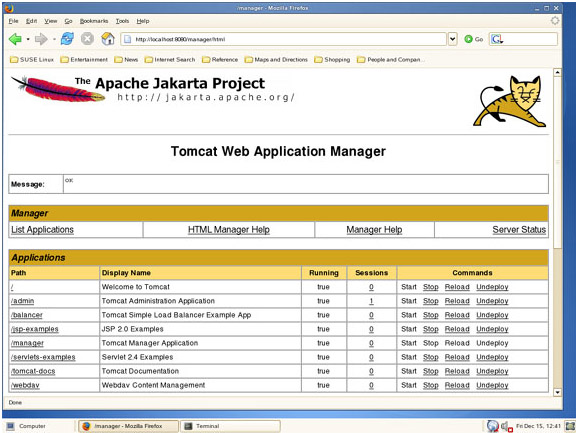 /manager - Mozilla Firefox
File Edit View Go Bookmarks Tools Help
http://localhost:8080/manager/html Go G
SUSE Linux Entertainment News Internet Search Reference Maps and Directions Shopping People and Compan...
The Apache Jakarta Project
http://jakarta.apache.org/
Tomcat Web Application Manager
Message: OK
Manager
List Applications HTML Manager Help Manager Help Server Status
Applications
Path Display Name Running Sessions Commands
/ Welcome to Tomcat true 0 Start Stop Reload Undeploy
/admin Tomcat Administration Application true 1 Start Stop Reload Undeploy
/balancer Tomcat Simple Load Balancer Example App true 0 Start Stop Reload Undeploy
/jsp-examples JSP 2.0 Examples true 0 Start Stop Reload Undeploy
/manager Tomcat Manager Application true 0 Start Stop Reload Undeploy
/servlets-examples Servlet 2.4 Examples true 0 Start Stop Reload Undeploy
/tomcat-docs Tomcat Documentation true 0 Start Stop Reload Undeploy
/webdav Webdav Content Management true 0 Start Stop Reload Undeploy
Done
Computer /manager - Mozilla Firefox Terminal Fri Dec 15, 12:41